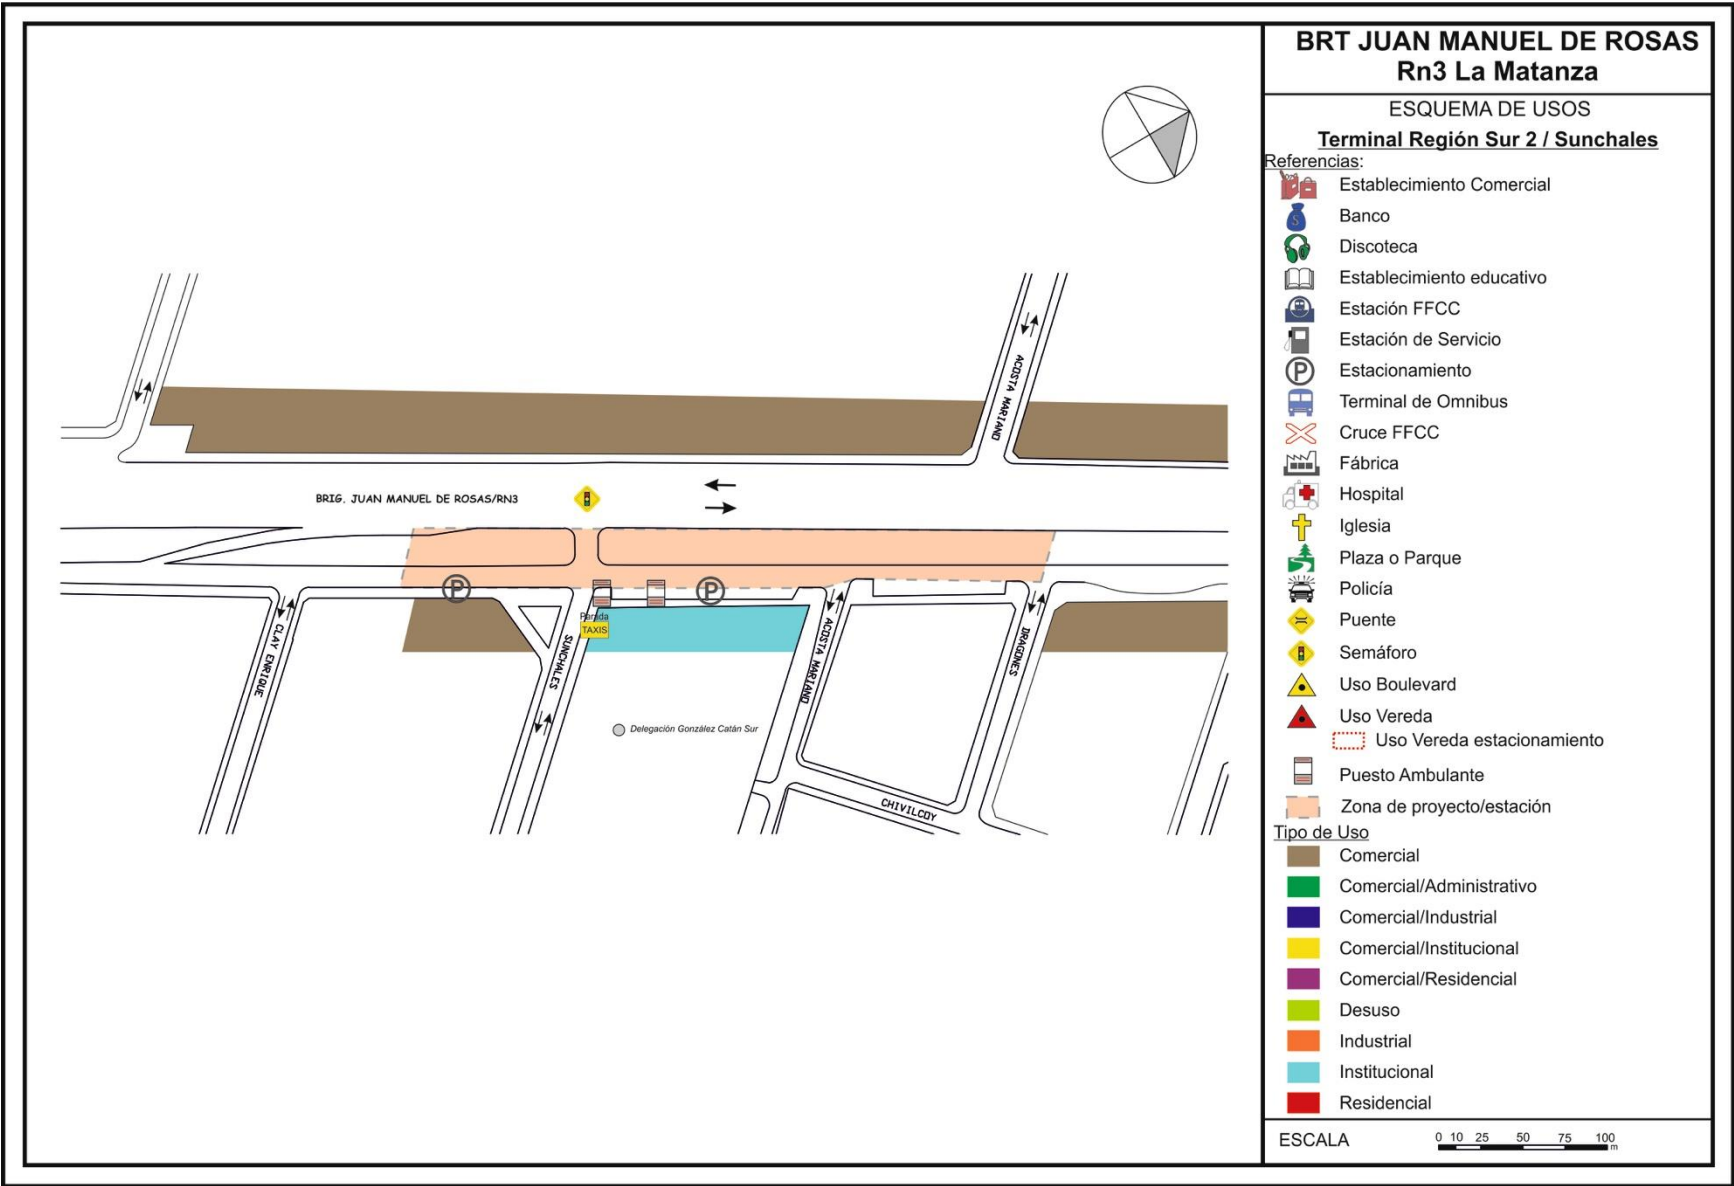 BRT JUAN MANUEL DE ROSAS
Rn3 La Matanza
ESQUEMA DE USOS
Terminal Región Sur 2 / Sunchales
Referencias:
Establecimiento Comercial
Banco
Discoteca
Establecimiento educativo
Estación FFCC
Estación de Servicio
P Estacionamiento
Terminal de Omnibus
Cruce FFCC
Fábrica
Hospital
Iglesia
Plaza o Parque
Policía
Puente
Semáforo
Uso Boulevard
Uso Vereda
Uso Vereda estacionamiento
Puesto Ambulante
Zona de proyecto/estación
Tipo de Uso
Comercial
Comercial/Administrativo
Comercial/Industrial
Comercial/Institucional
Comercial/Residencial
Desuso
Industrial
Institucional
Residencial
ESCALA
0 10 25 50 75 100
m
ACOSTA MARIANO
BRIG. JUAN MANUEL DE ROSAS/RN3
P
P
Parada
TAXIS
CLAY ENRIQUE
SUNCHALES
ACOSTA MARIANO
DRAGONES
Delegación González Catán Sur
CHIVILCOY